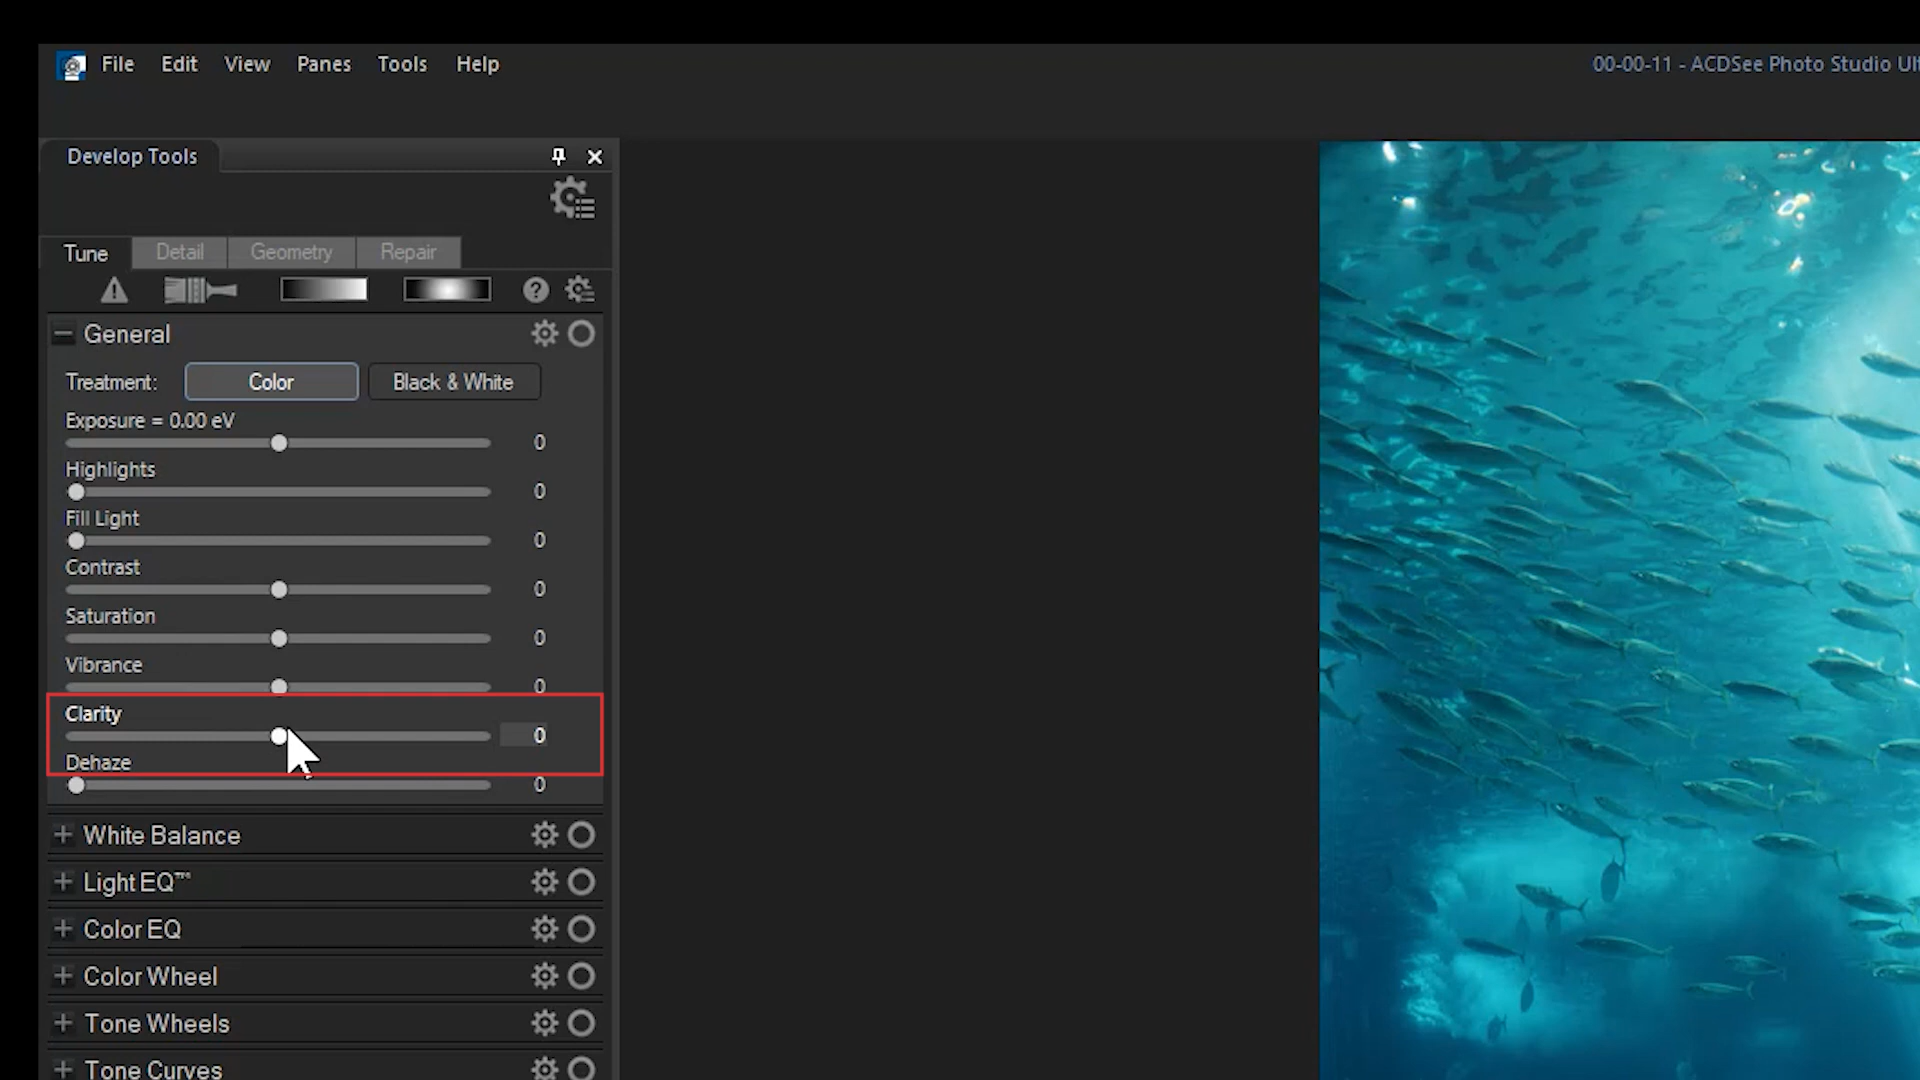 File Edit View Panes Tools Help
00-00-11 - ACDSee Photo Studio Ult
Develop Tools
Tune Detail Geometry Repair
General
Treatment: Color Black & White
Exposure = 0.00 eV
0
Highlights
0
Fill Light
0
Contrast
0
Saturation
0
Vibrance
0
Clarity
0
Dehaze
0
White Balance
Light EQ™
Color EQ
Color Wheel
Tone Wheels
Tone Curves